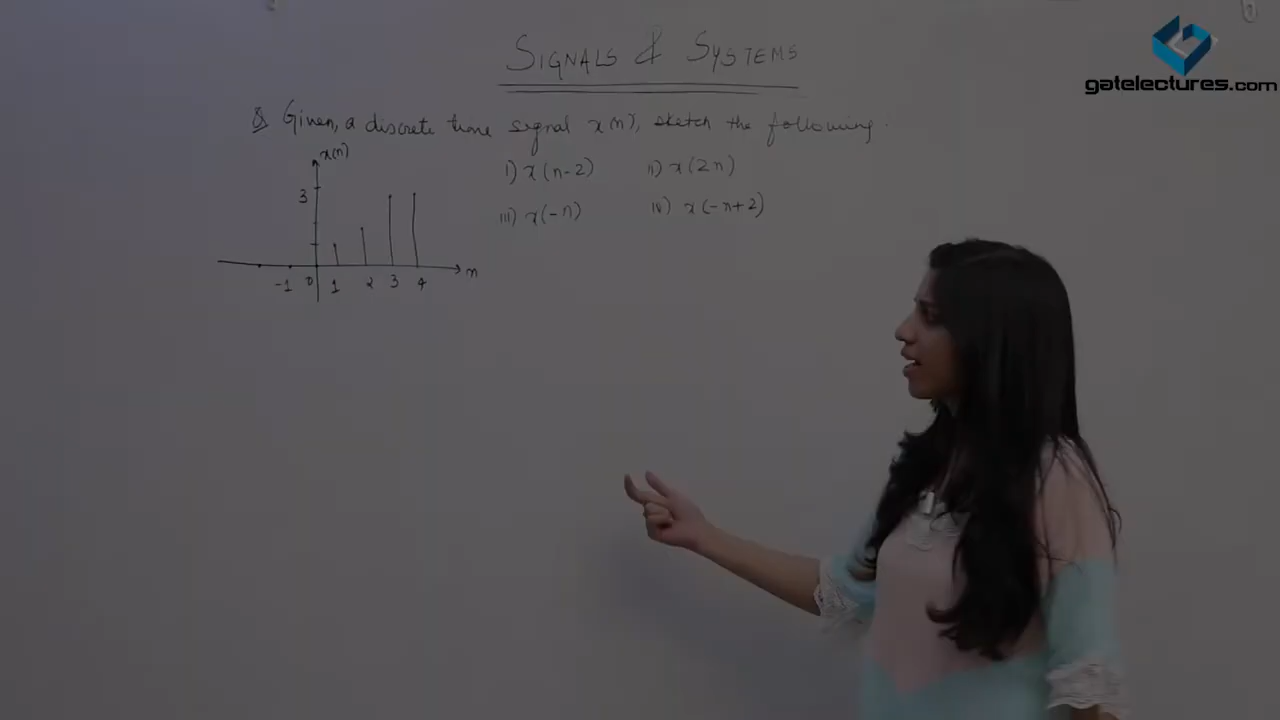 SIGNALS & SYSTEMS
gatelectures.com
Q Given, a discrete time signal x(n), sketch the following.
i) x(n-2) ii) x(2n)
iii) x(-n) iv) x(-n+2)
x(n)
3
-1 0 1 2 3 4 n